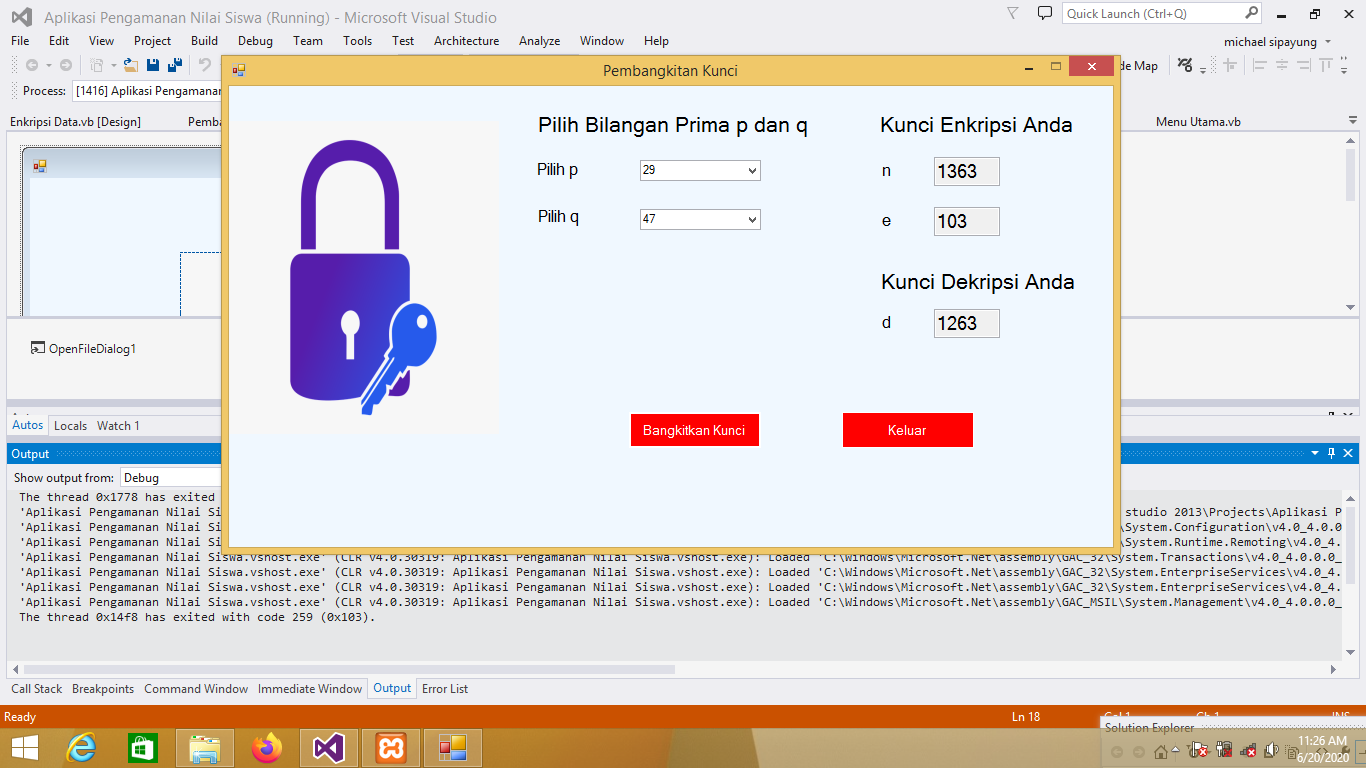 Aplikasi Pengamanan Nilai Siswa (Running) - Microsoft Visual Studio
Quick Launch (Ctrl+Q)
File Edit View Project Build Debug Team Tools Test Architecture Analyze Window Help
michael sipayung
de Map
Process: [1416] Aplikasi Pengamanan
Enkripsi Data.vb [Design]
Pemba
Menu Utama.vb
Pembangkitan Kunci
Pilih Bilangan Prima p dan q
Pilih p 29
Pilih q 47
Kunci Enkripsi Anda
n 1363
e 103
Kunci Dekripsi Anda
d 1263
Bangkitkan Kunci
Keluar
OpenFileDialog1
Autos Locals Watch 1
Output
Show output from: Debug
The thread 0x1778 has exited
'Aplikasi Pengamanan Nilai Si studio 2013\Projects\Aplikasi P
'Aplikasi Pengamanan Nilai Si \System.Configuration\v4.0_4.0.0
'Aplikasi Pengamanan Nilai Si \System.Runtime.Remoting\v4.0_4.
'Aplikasi Pengamanan Nilai Siswa.vshost.exe' (CLR v4.0.30319: Aplikasi Pengamanan Nilai Siswa.vshost.exe): Loaded 'C:\Windows\Microsoft.Net\assembly\GAC_32\System.Transactions\v4.0_4.0.0.0_
'Aplikasi Pengamanan Nilai Siswa.vshost.exe' (CLR v4.0.30319: Aplikasi Pengamanan Nilai Siswa.vshost.exe): Loaded 'C:\Windows\Microsoft.Net\assembly\GAC_32\System.EnterpriseServices\v4.0_4.
'Aplikasi Pengamanan Nilai Siswa.vshost.exe' (CLR v4.0.30319: Aplikasi Pengamanan Nilai Siswa.vshost.exe): Loaded 'C:\Windows\Microsoft.Net\assembly\GAC_32\System.EnterpriseServices\v4.0_4.
'Aplikasi Pengamanan Nilai Siswa.vshost.exe' (CLR v4.0.30319: Aplikasi Pengamanan Nilai Siswa.vshost.exe): Loaded 'C:\Windows\Microsoft.Net\assembly\GAC_MSIL\System.Management\v4.0_4.0.0.0_
The thread 0x14f8 has exited with code 259 (0x103).
Call Stack Breakpoints Command Window Immediate Window Output Error List
Ready
Ln 18
Solution Explorer
11:26 AM
6/20/2020